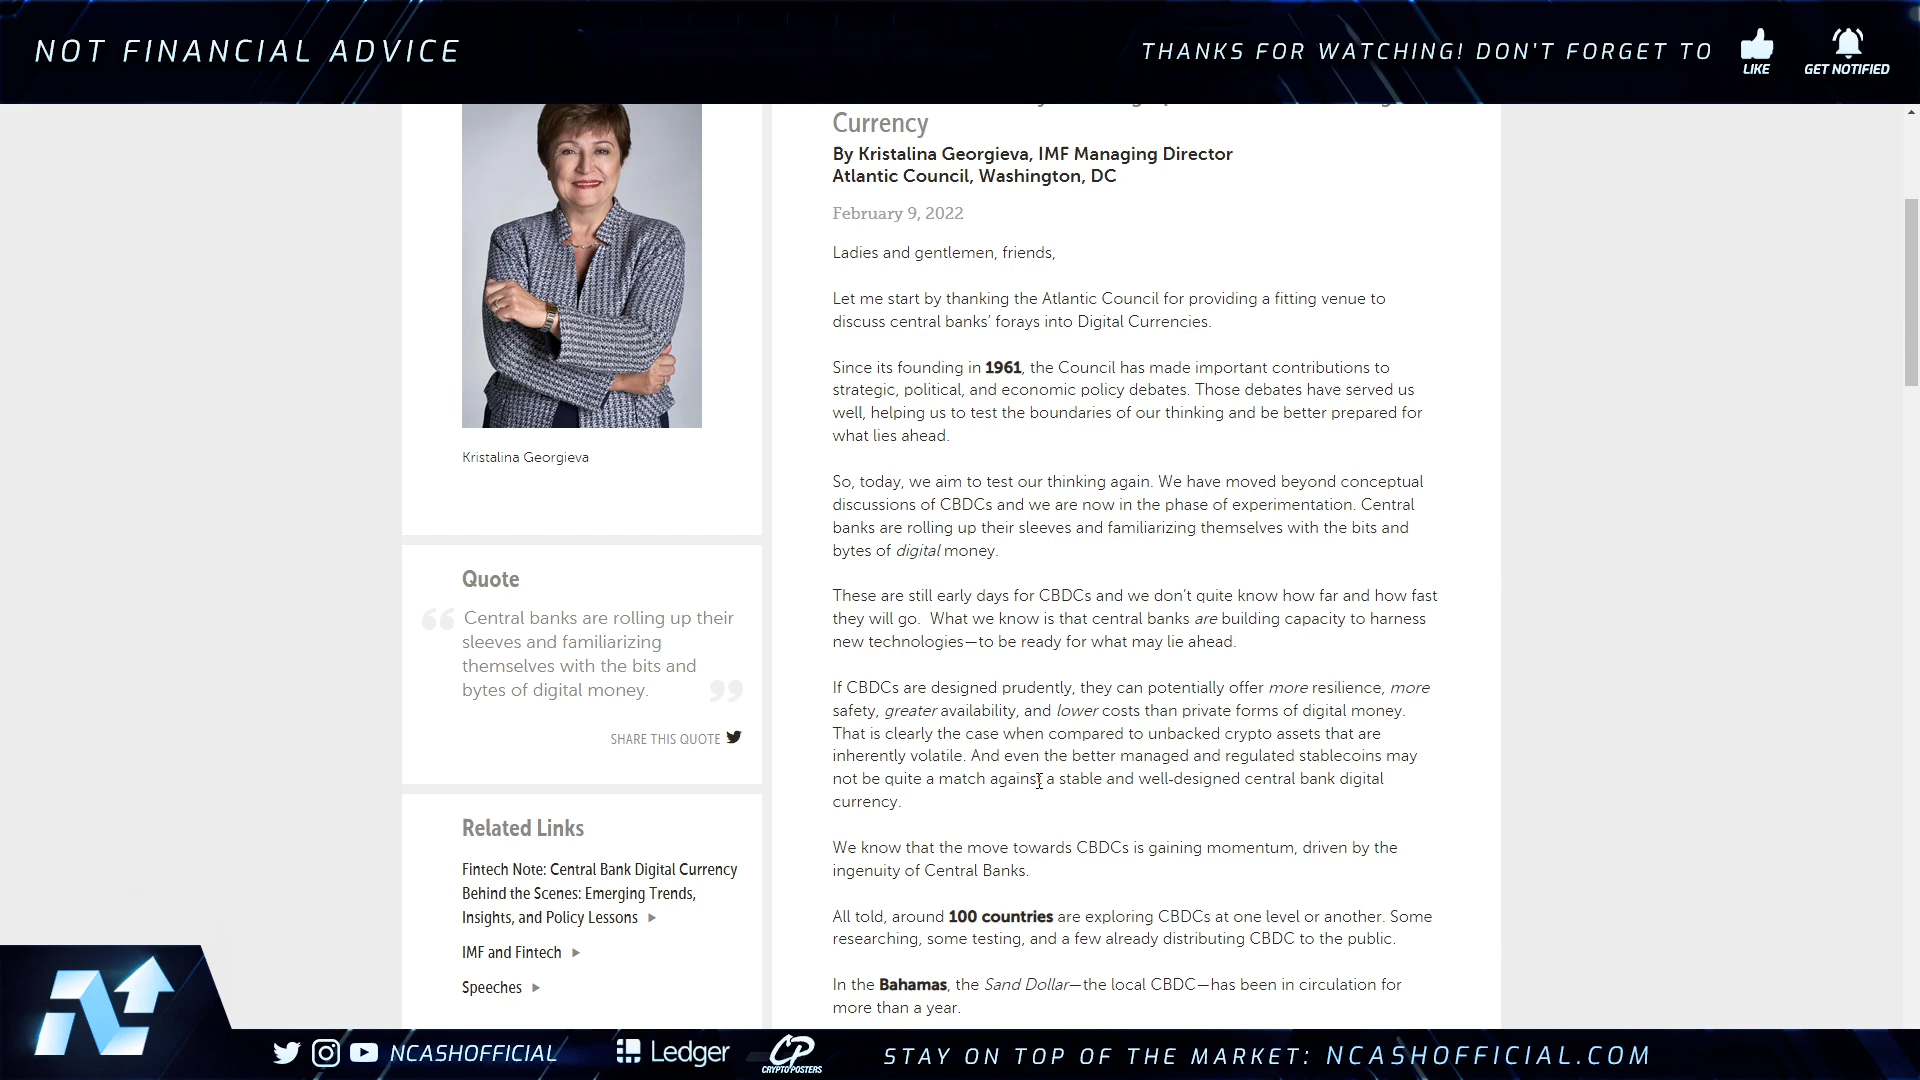 NOT FINANCIAL ADVICE
THANKS FOR WATCHING! DON'T FORGET TO
LIKE
GET NOTIFIED
Kristalina Georgieva
Quote
“ Central banks are rolling up their
sleeves and familiarizing
themselves with the bits and
bytes of digital money. ”
SHARE THIS QUOTE
Related Links
Fintech Note: Central Bank Digital Currency
Behind the Scenes: Emerging Trends,
Insights, and Policy Lessons
IMF and Fintech
Speeches
Currency
By Kristalina Georgieva, IMF Managing Director
Atlantic Council, Washington, DC
February 9, 2022
Ladies and gentlemen, friends,
Let me start by thanking the Atlantic Council for providing a fitting venue to
discuss central banks’ forays into Digital Currencies.
Since its founding in 1961, the Council has made important contributions to
strategic, political, and economic policy debates. Those debates have served us
well, helping us to test the boundaries of our thinking and be better prepared for
what lies ahead.
So, today, we aim to test our thinking again. We have moved beyond conceptual
discussions of CBDCs and we are now in the phase of experimentation. Central
banks are rolling up their sleeves and familiarizing themselves with the bits and
bytes of digital money.
These are still early days for CBDCs and we don’t quite know how far and how fast
they will go. What we know is that central banks are building capacity to harness
new technologies—to be ready for what may lie ahead.
If CBDCs are designed prudently, they can potentially offer more resilience, more
safety, greater availability, and lower costs than private forms of digital money.
That is clearly the case when compared to unbacked crypto assets that are
inherently volatile. And even the better managed and regulated stablecoins may
not be quite a match against a stable and well-designed central bank digital
currency.
We know that the move towards CBDCs is gaining momentum, driven by the
ingenuity of Central Banks.
All told, around 100 countries are exploring CBDCs at one level or another. Some
researching, some testing, and a few already distributing CBDC to the public.
In the Bahamas, the Sand Dollar—the local CBDC—has been in circulation for
more than a year.
NCASHOFFICIAL
Ledger
CP
CRYPTOPOSTERS
STAY ON TOP OF THE MARKET: NCASHOFFICIAL.COM